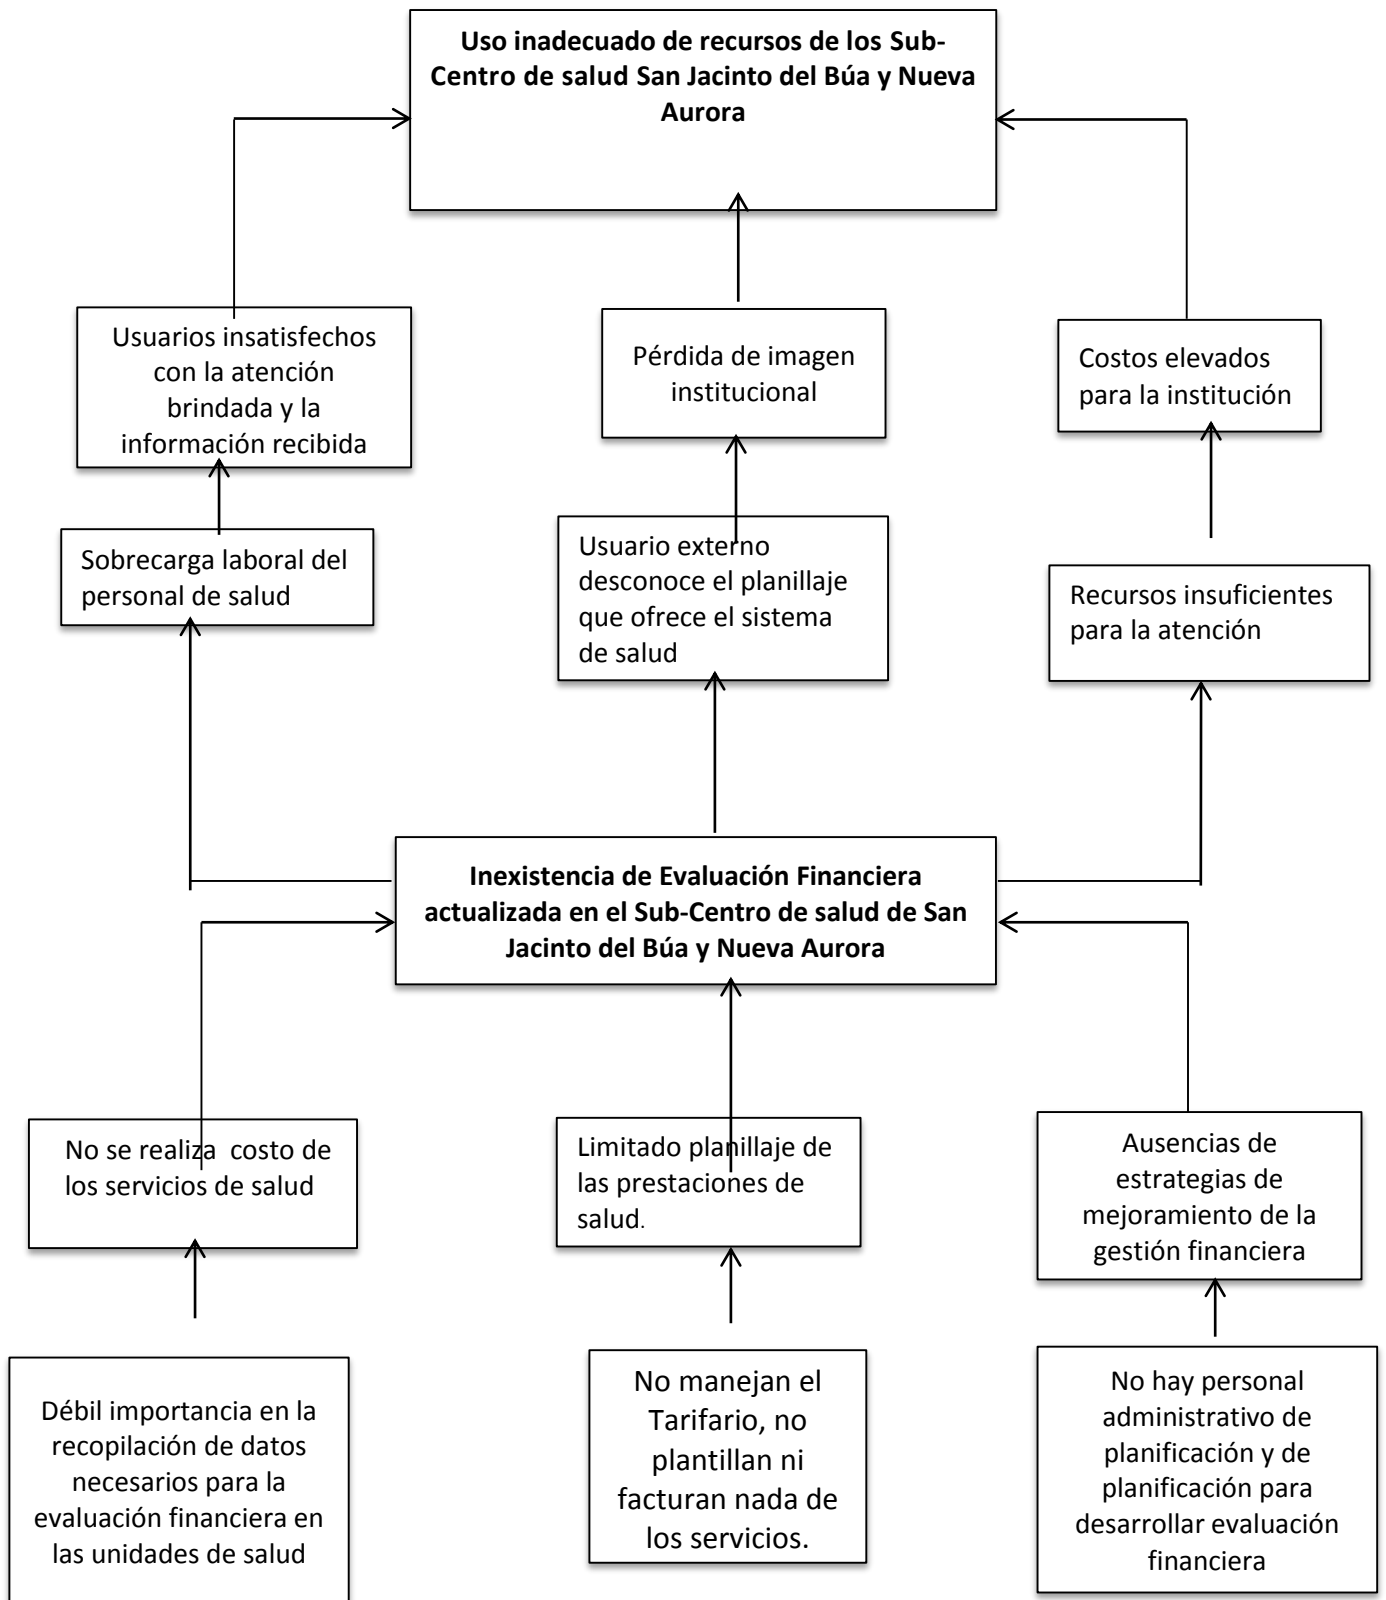 Uso inadecuado de recursos de los Sub-
Centro de salud San Jacinto del Búa y Nueva
Aurora
Usuarios insatisfechos
con la atención
brindada y la
información recibida
Pérdida de imagen
institucional
Costos elevados
para la institución
Sobrecarga laboral del
personal de salud
Usuario externo
desconoce el planillaje
que ofrece el sistema
de salud
Recursos insuficientes
para la atención
Inexistencia de Evaluación Financiera
actualizada en el Sub-Centro de salud de San
Jacinto del Búa y Nueva Aurora
No se realiza costo de
los servicios de salud
Limitado planillaje de
las prestaciones de
salud.
Ausencias de
estrategias de
mejoramiento de la
gestión financiera
Débil importancia en la
recopilación de datos
necesarios para la
evaluación financiera en
las unidades de salud
No manejan el
Tarifario, no
plantillan ni
facturan nada de
los servicios.
No hay personal
administrativo de
planificación y de
planificación para
desarrollar evaluación
financiera